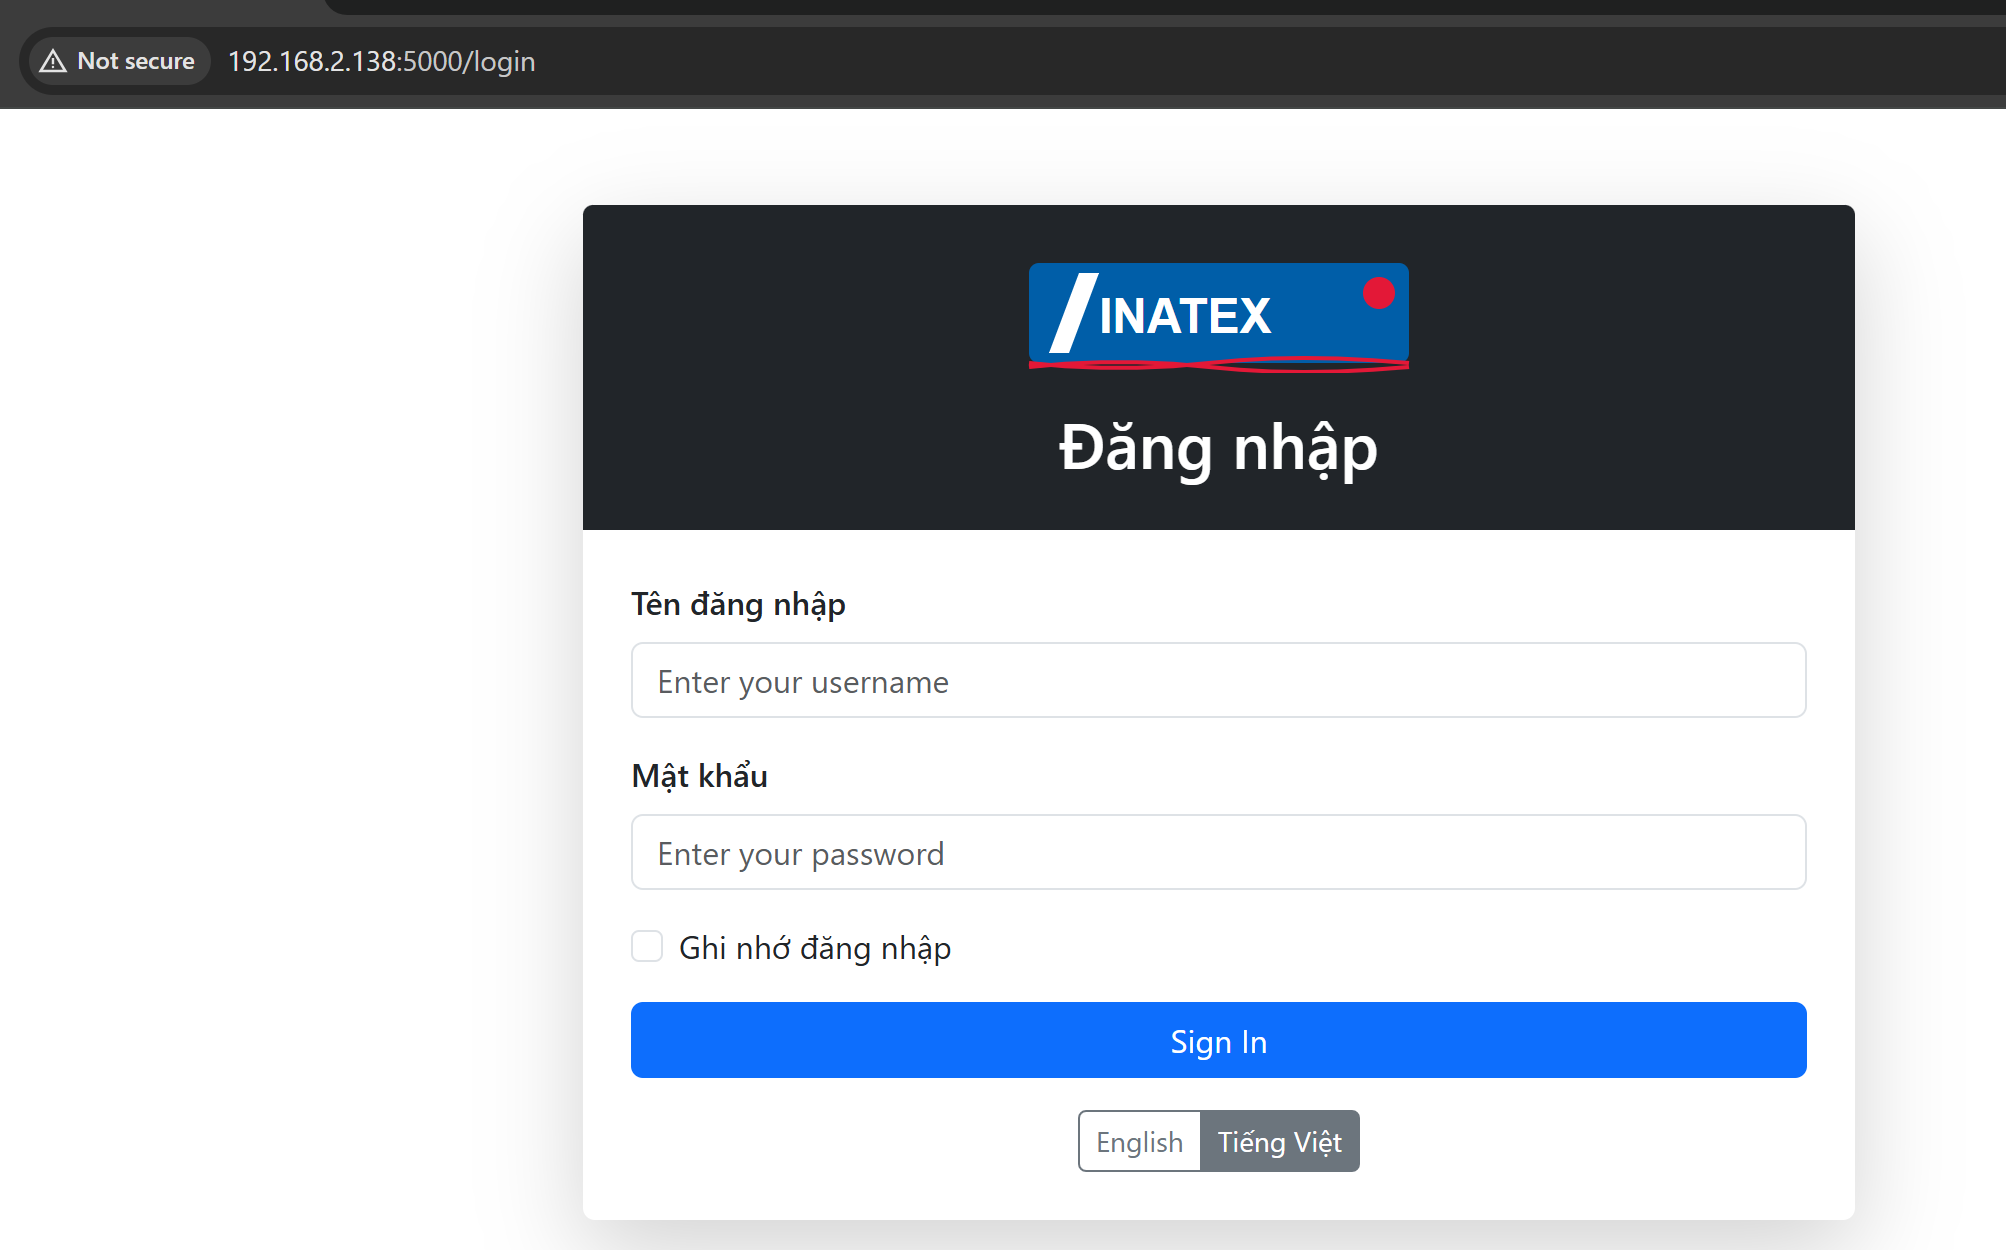 Not secure 192.168.2.138:5000/login
INATEX
Đăng nhập
Tên đăng nhập
Enter your username
Mật khẩu
Enter your password
Ghi nhớ đăng nhập
Sign In
English Tiếng Việt